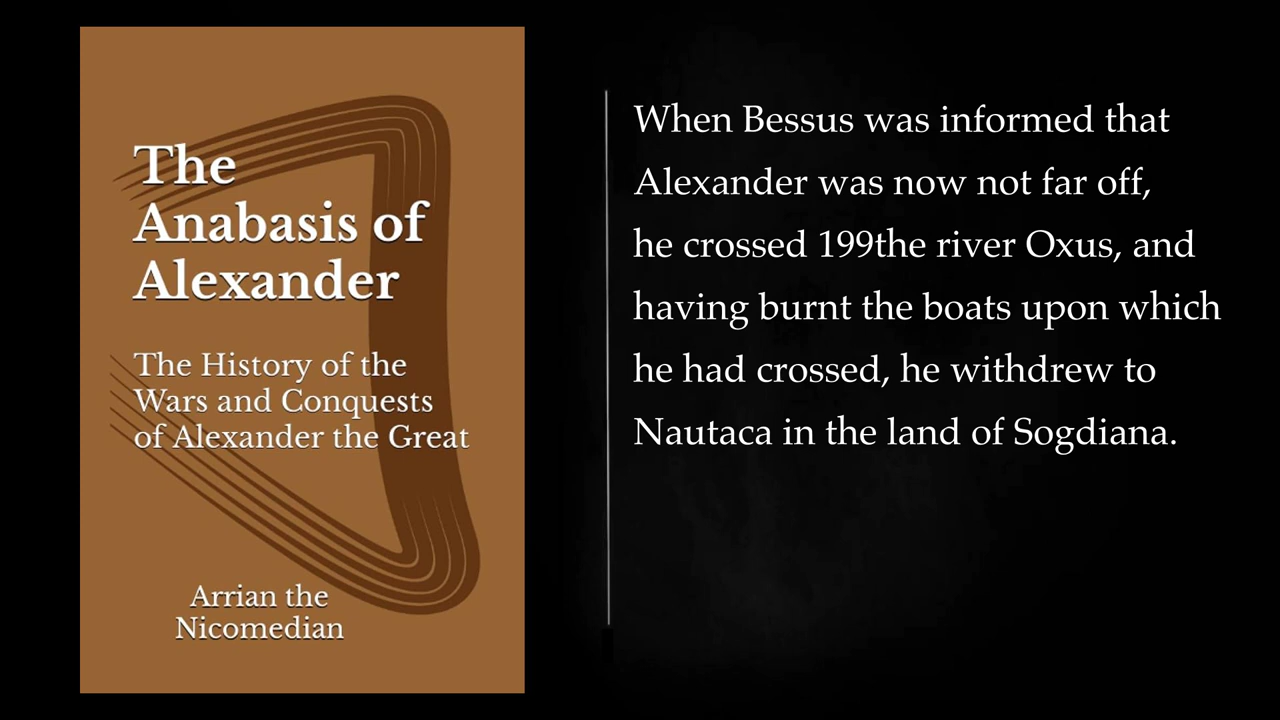 The
Anabasis of
Alexander
The History of the
Wars and Conquests
of Alexander the Great
Arrian the
Nicomedian
When Bessus was informed that
Alexander was now not far off,
he crossed 199the river Oxus, and
having burnt the boats upon which
he had crossed, he withdrew to
Nautaca in the land of Sogdiana.